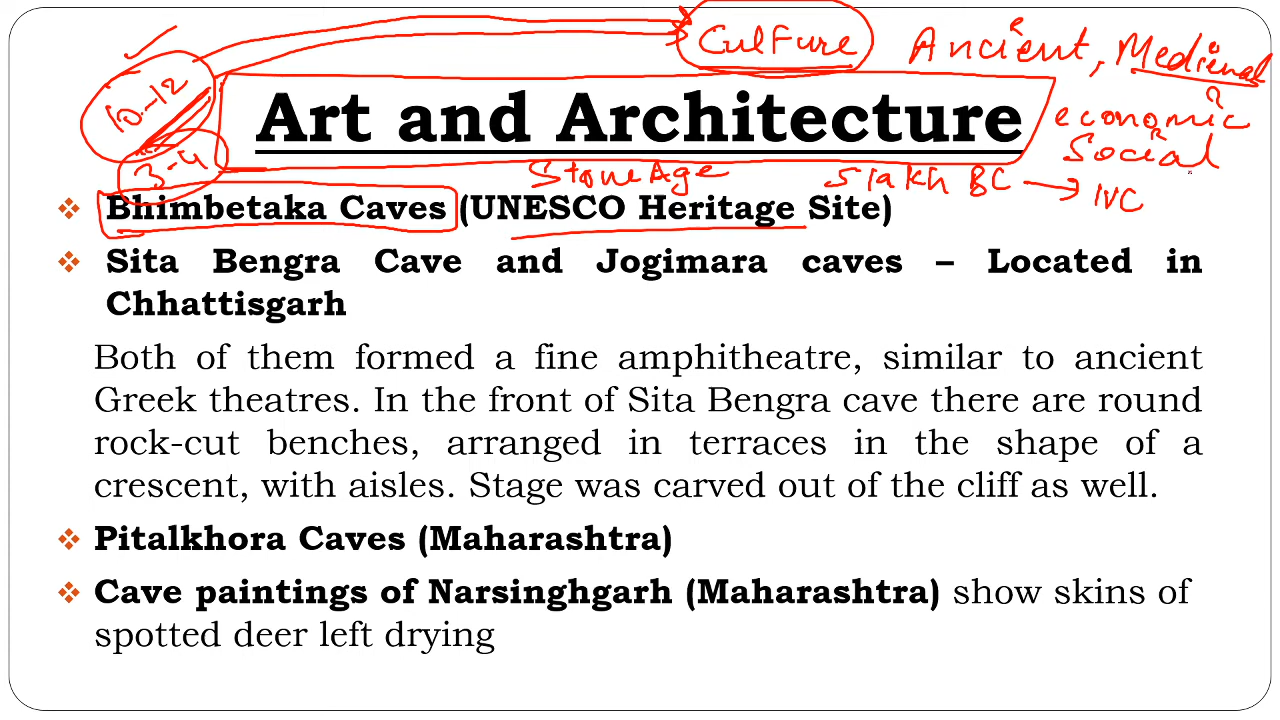 Culture Ancient, Medieval
10-12
Art and Architecture
economic
3-4
Social
Stone Age
lakh BC → IVC
❖ Bhimbetaka Caves (UNESCO Heritage Site)
❖ Sita Bengra Cave and Jogimara caves – Located in
Chhattisgarh
Both of them formed a fine amphitheatre, similar to ancient
Greek theatres. In the front of Sita Bengra cave there are round
rock-cut benches, arranged in terraces in the shape of a
crescent, with aisles. Stage was carved out of the cliff as well.
❖ Pitalkhora Caves (Maharashtra)
❖ Cave paintings of Narsinghgarh (Maharashtra) show skins of
spotted deer left drying